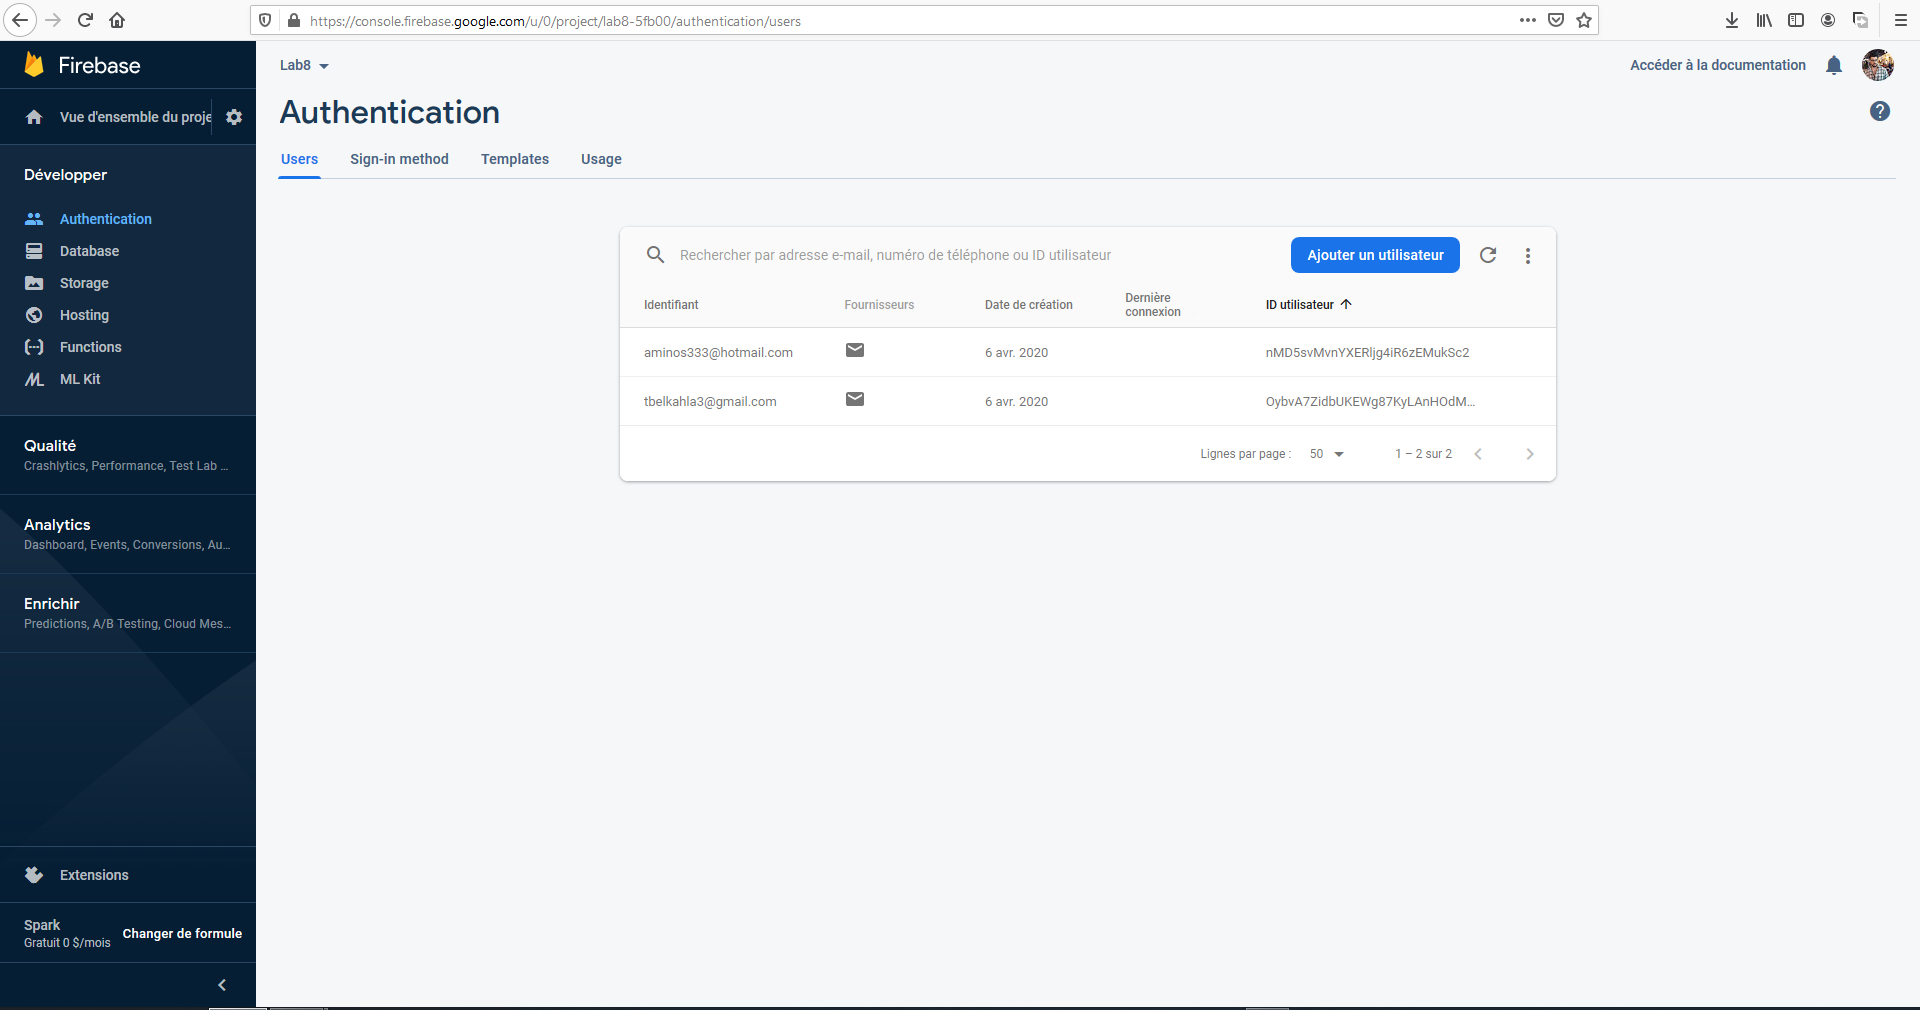 https://console.firebase.google.com/u/0/project/lab8-5fb00/authentication/users
Firebase
Vue d'ensemble du proje
Développer
Authentication
Database
Storage
Hosting
Functions
ML Kit
Qualité
Crashlytics, Performance, Test Lab ...
Analytics
Dashboard, Events, Conversions, Au...
Enrichir
Predictions, A/B Testing, Cloud Mes...
Extensions
Spark
Gratuit 0 $/mois
Changer de formule
Lab8
Accéder à la documentation
Authentication
Users Sign-in method Templates Usage
Rechercher par adresse e-mail, numéro de téléphone ou ID utilisateur
Ajouter un utilisateur
Identifiant Fournisseurs Date de création Dernière connexion ID utilisateur
aminos333@hotmail.com 6 avr. 2020 nMD5svMvnYXERljg4iR6zEMukSc2
tbelkahla3@gmail.com 6 avr. 2020 OybvA7ZidbUKEWg87KyLAnHOdM...
Lignes par page : 50 1 – 2 sur 2